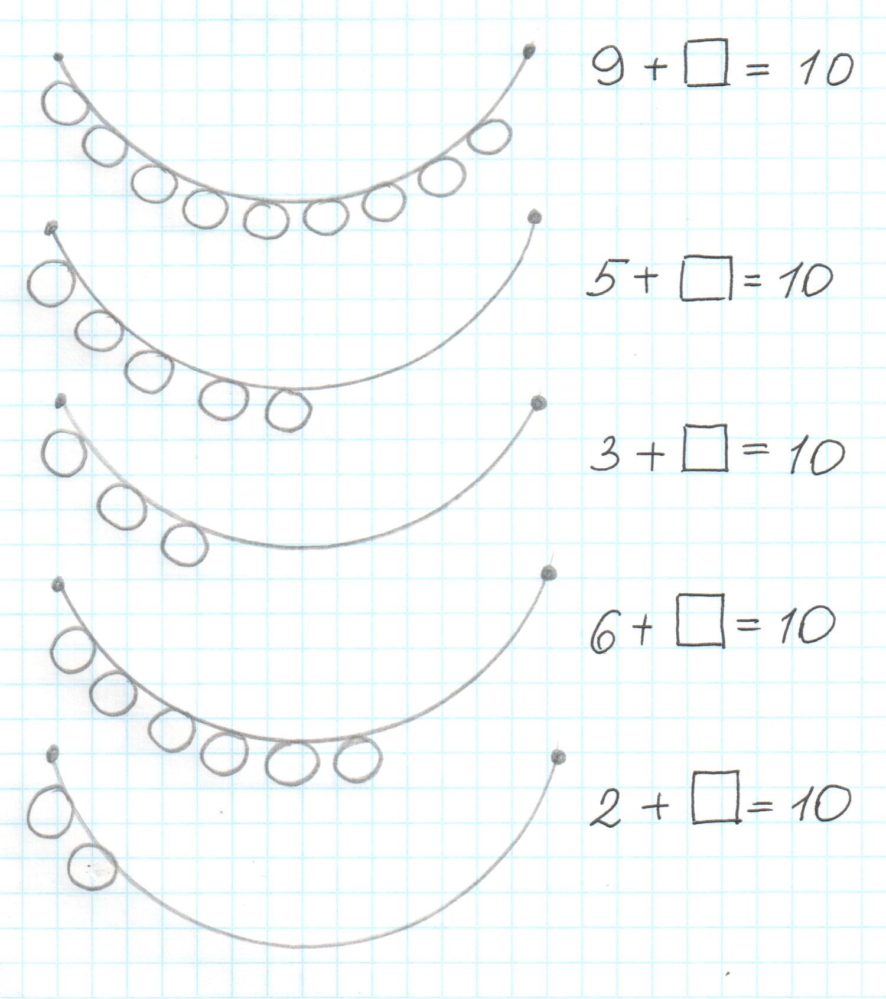 9 + □ = 10
5 + □ = 10
3 + □ = 10
6 + □ = 10
2 + □ = 10